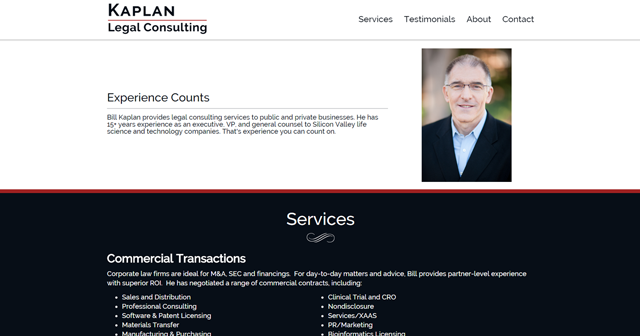 KAPLAN
Legal Consulting
Services Testimonials About Contact
Experience Counts
Bill Kaplan provides legal consulting services to public and private businesses. He has
15+ years experience as an executive, VP, and general counsel to Silicon Valley life
science and technology companies. That's experience you can count on.
Services
Commercial Transactions
Corporate law firms are ideal for M&A, SEC and financings. For day-to-day matters and advice, Bill provides partner-level experience
with superior ROI. He has negotiated a range of commercial contracts, including:
• Sales and Distribution
• Professional Consulting
• Software & Patent Licensing
• Materials Transfer
• Manufacturing & Purchasing
• Clinical Trial and CRO
• Nondisclosure
• Services/XAAS
• PR/Marketing
• Bioinformatics Licensing